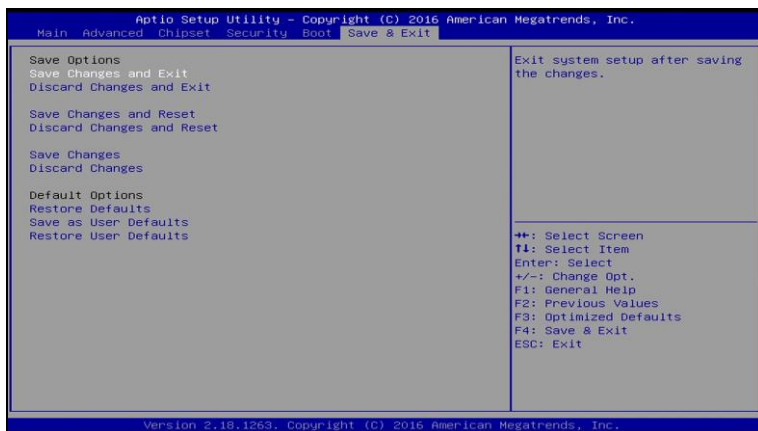 Aptio Setup Utility – Copyright (C) 2016 American Megatrends, Inc.
Main Advanced Chipset Security Boot Save & Exit
Save Options
Save Changes and Exit
Discard Changes and Exit
Save Changes and Reset
Discard Changes and Reset
Save Changes
Discard Changes
Default Options
Restore Defaults
Save as User Defaults
Restore User Defaults
Exit system setup after saving
the changes.
→←: Select Screen
↑↓: Select Item
Enter: Select
+/-: Change Opt.
F1: General Help
F2: Previous Values
F3: Optimized Defaults
F4: Save & Exit
ESC: Exit
Version 2.18.1263. Copyright (C) 2016 American Megatrends, Inc.